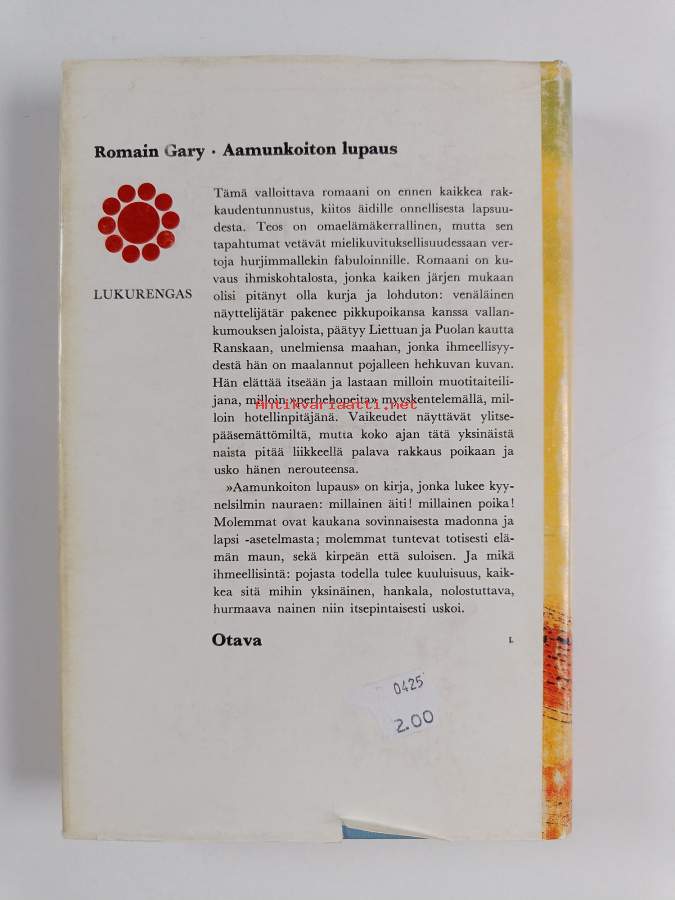 Romain Gary · Aamunkoiton lupaus
LUKURENGAS
Tämä valloittava romaani on ennen kaikkea rak-
kaudentunnustus, kiitos äidille onnellisesta lapsuu-
desta. Teos on omaelämäkerrallinen, mutta sen
tapahtumat vetävät mielikuvituksellisuudessaan ver-
toja hurjimmallekin fabuloinnille. Romaani on ku-
vaus ihmiskohtalosta, jonka kaiken järjen mukaan
olisi pitänyt olla kurja ja lohduton: venäläinen
näyttelijätär pakenee pikkupoikansa kanssa vallan-
kumouksen jaloista, päätyy Liettuan ja Puolan kautta
Ranskaan, unelmiensa maahan, jonka ihmeellisyy-
destä hän on maalannut pojalleen hehkuvan kuvan.
Hän elättää itseään ja lastaan milloin muotitaiteili-
jana, milloin »perhehopeita» myyskentelemällä, mil-
loin hotellinpitäjänä. Vaikeudet näyttävät ylitse-
pääsemättömiltä, mutta koko ajan tätä yksinäistä
naista pitää liikkeellä palava rakkaus poikaan ja
usko hänen nerouteensa.
»Aamunkoiton lupaus» on kirja, jonka lukee kyy-
nelsilmin nauraen: millainen äiti! millainen poika!
Molemmat ovat kaukana sovinnaisesta madonna ja
lapsi -asetelmasta; molemmat tuntevat totisesti elä-
män maun, sekä kirpeän että suloisen. Ja mikä
ihmeellisintä: pojasta todella tulee kuuluisuus, kaik-
kea sitä mihin yksinäinen, hankala, nolostuttava,
hurmaava nainen niin itsepintaisesti uskoi.
Otava
L
0425
2.00
Antikvariaatti.net